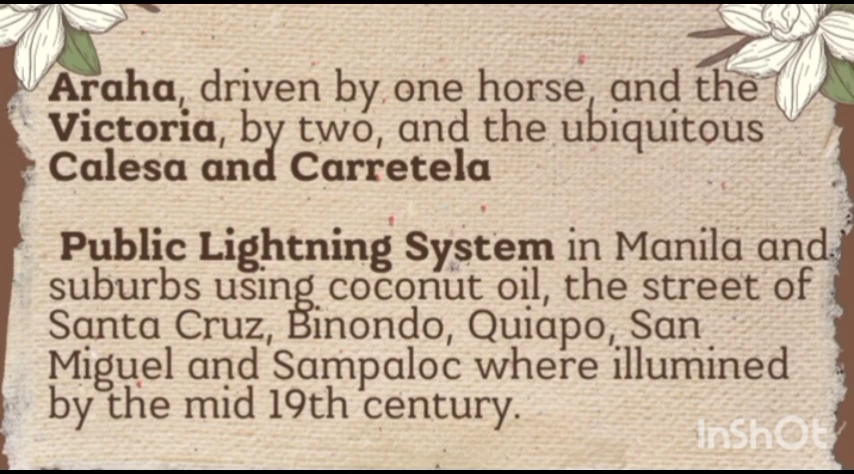 Araha, driven by one horse, and the
Victoria, by two, and the ubiquitous
Calesa and Carretela
Public Lightning System in Manila and
suburbs using coconut oil, the street of
Santa Cruz, Binondo, Quiapo, San
Miguel and Sampaloc where illumined
by the mid 19th century.
InShOt